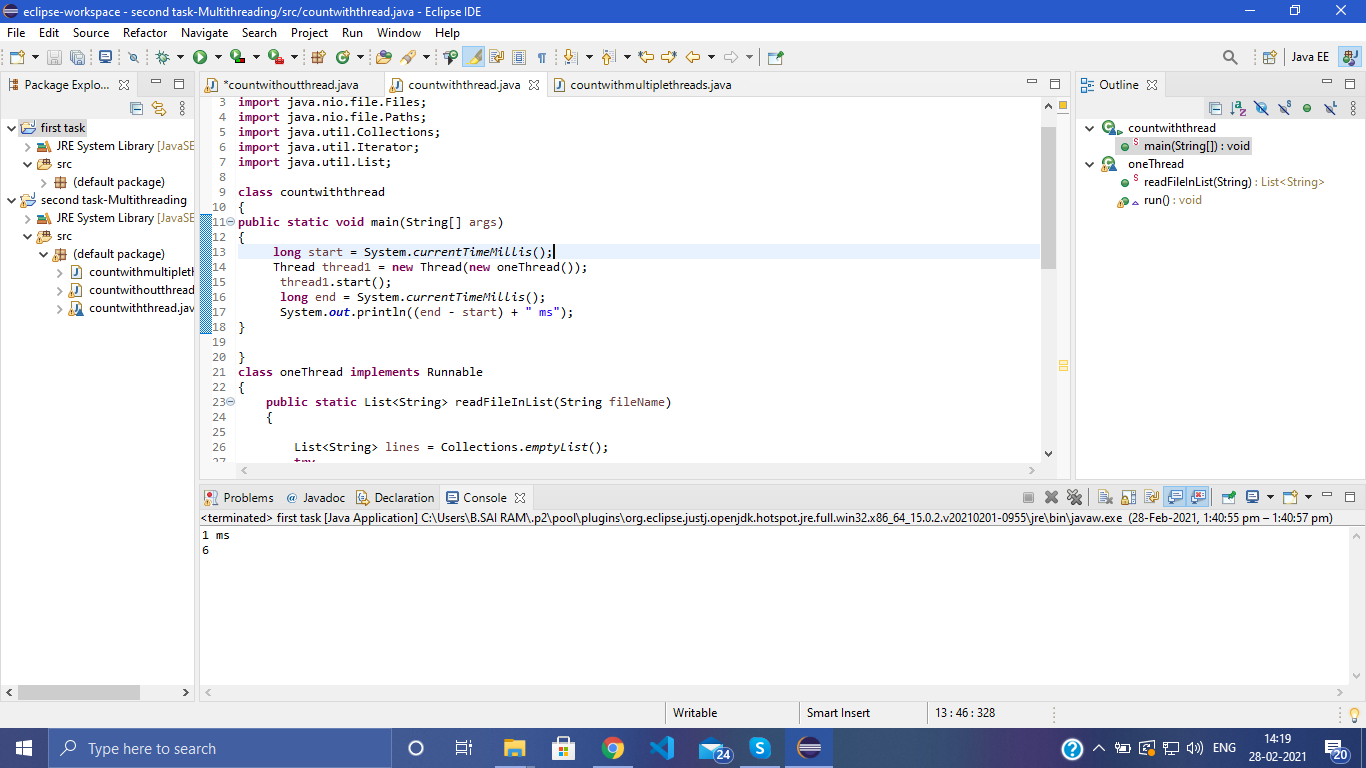 eclipse-workspace - second task-Multithreading/src/countwiththread.java - Eclipse IDE
File Edit Source Refactor Navigate Search Project Run Window Help
Java EE
Package Explo...
first task
JRE System Library [JavaSE
src
(default package)
second task-Multithreading
JRE System Library [JavaSE
src
(default package)
countwithmultipleth
countwithoutthread
countwiththread.jav
*countwithoutthread.java countwiththread.java countwithmultiplethreads.java
3 import java.nio.file.Files;
4 import java.nio.file.Paths;
5 import java.util.Collections;
6 import java.util.Iterator;
7 import java.util.List;
8
9 class countwiththread
10 {
11 public static void main(String[] args)
12 {
13 long start = System.currentTimeMillis();
14 Thread thread1 = new Thread(new oneThread());
15 thread1.start();
16 long end = System.currentTimeMillis();
17 System.out.println((end - start) + " ms");
18 }
19
20 }
21 class oneThread implements Runnable
22 {
23 public static List<String> readFileInList(String fileName)
24 {
25
26 List<String> lines = Collections.emptyList();
27 try
Outline
countwiththread
main(String[]) : void
oneThread
readFileInList(String) : List<String>
run() : void
Problems @ Javadoc Declaration Console
<terminated> first task [Java Application] C:\Users\B.SAI RAM\.p2\pool\plugins\org.eclipse.justj.openjdk.hotspot.jre.full.win32.x86_64_15.0.2.v20210201-0955\jre\bin\javaw.exe (28-Feb-2021, 1:40:55 pm – 1:40:57 pm)
1 ms
6
Writable Smart Insert 13 : 46 : 328
Type here to search
24
ENG
14:19
28-02-2021
20